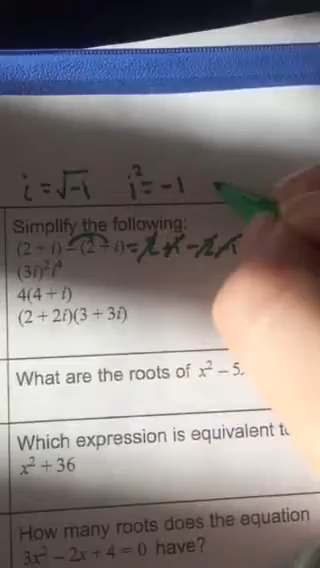 i = √-1 i² = -1
Simplify the following:
(2 + i) - (2 + i) = 2 + i - 2 - i
(3i)²i⁴
4(4 + i)
(2 + 2i)(3 + 3i)
What are the roots of x² - 5
Which expression is equivalent t
x² + 36
How many roots does the equation
3x² - 2x + 4 = 0 have?